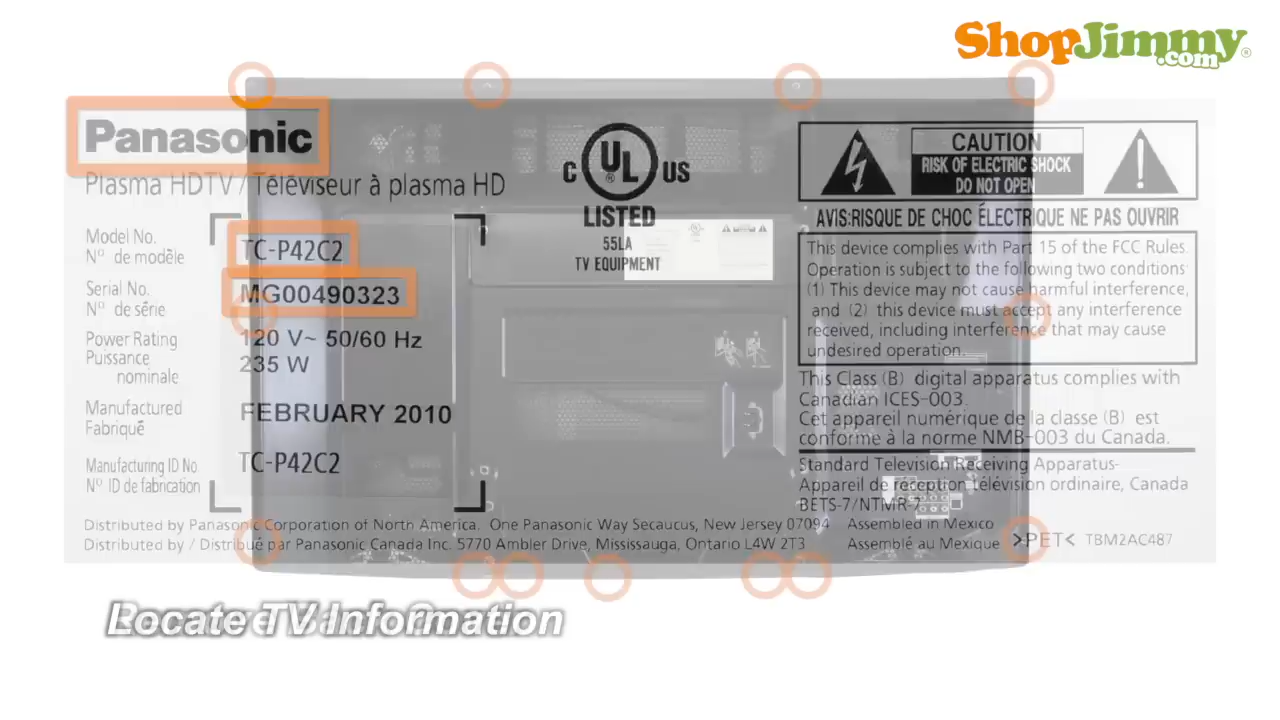 ShopJimmy.com®
Panasonic
Plasma HDTV / Téléviseur à plasma HD
Model No.
Nº de modèle
TC-P42C2
Serial No.
Nº de série
MG00490323
Power Rating
Puissance
nominale
120 V~ 50/60 Hz
235 W
Manufactured
Fabriqué
FEBRUARY 2010
Manufacturing ID No.
Nº ID de fabrication
TC-P42C2
C UL® US
LISTED
55LA
TV EQUIPMENT
CAUTION
RISK OF ELECTRIC SHOCK
DO NOT OPEN
AVIS:RISQUE DE CHOC ÉLECTRIQUE NE PAS OUVRIR
This device complies with Part 15 of the FCC Rules.
Operation is subject to the following two conditions:
(1) This device may not cause harmful interference,
and (2) this device must accept any interference
received, including interference that may cause
undesired operation.
This Class (B) digital apparatus complies with
Canadian ICES-003.
Cet appareil numérique de la classe (B) est
conforme à la norme NMB-003 du Canada.
Standard Television Receiving Apparatus-
Appareil de réception télévision ordinaire, Canada
BETS-7/NTMR-7
Distributed by Panasonic Corporation of North America. One Panasonic Way Secaucus, New Jersey 07094 Assembled in Mexico
Distributed by / Distribué par Panasonic Canada Inc. 5770 Ambler Drive, Mississauga, Ontario L4W 2T3 Assemblé au Mexique
>PET< TBM2AC487
Locate TV Information